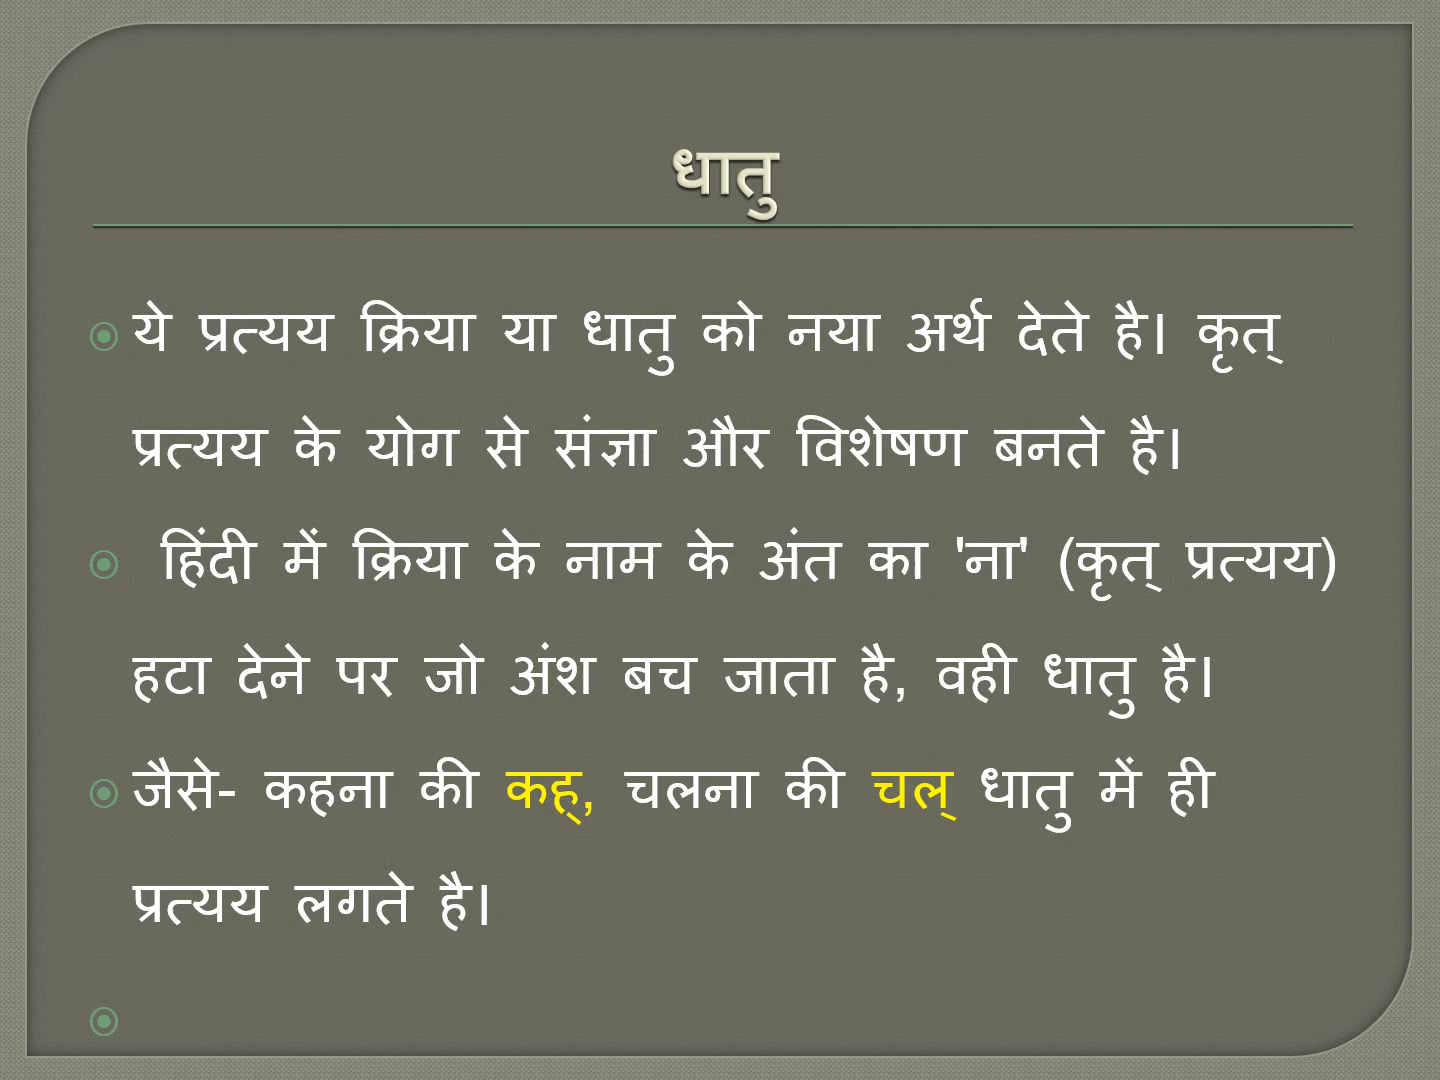 धातु
ये प्रत्यय क्रिया या धातु को नया अर्थ देते है। कृत्
प्रत्यय के योग से संज्ञा और विशेषण बनते है।
हिंदी में क्रिया के नाम के अंत का 'ना' (कृत् प्रत्यय)
हटा देने पर जो अंश बच जाता है, वही धातु है।
जैसे- कहना की कह्, चलना की चल् धातु में ही
प्रत्यय लगते है।